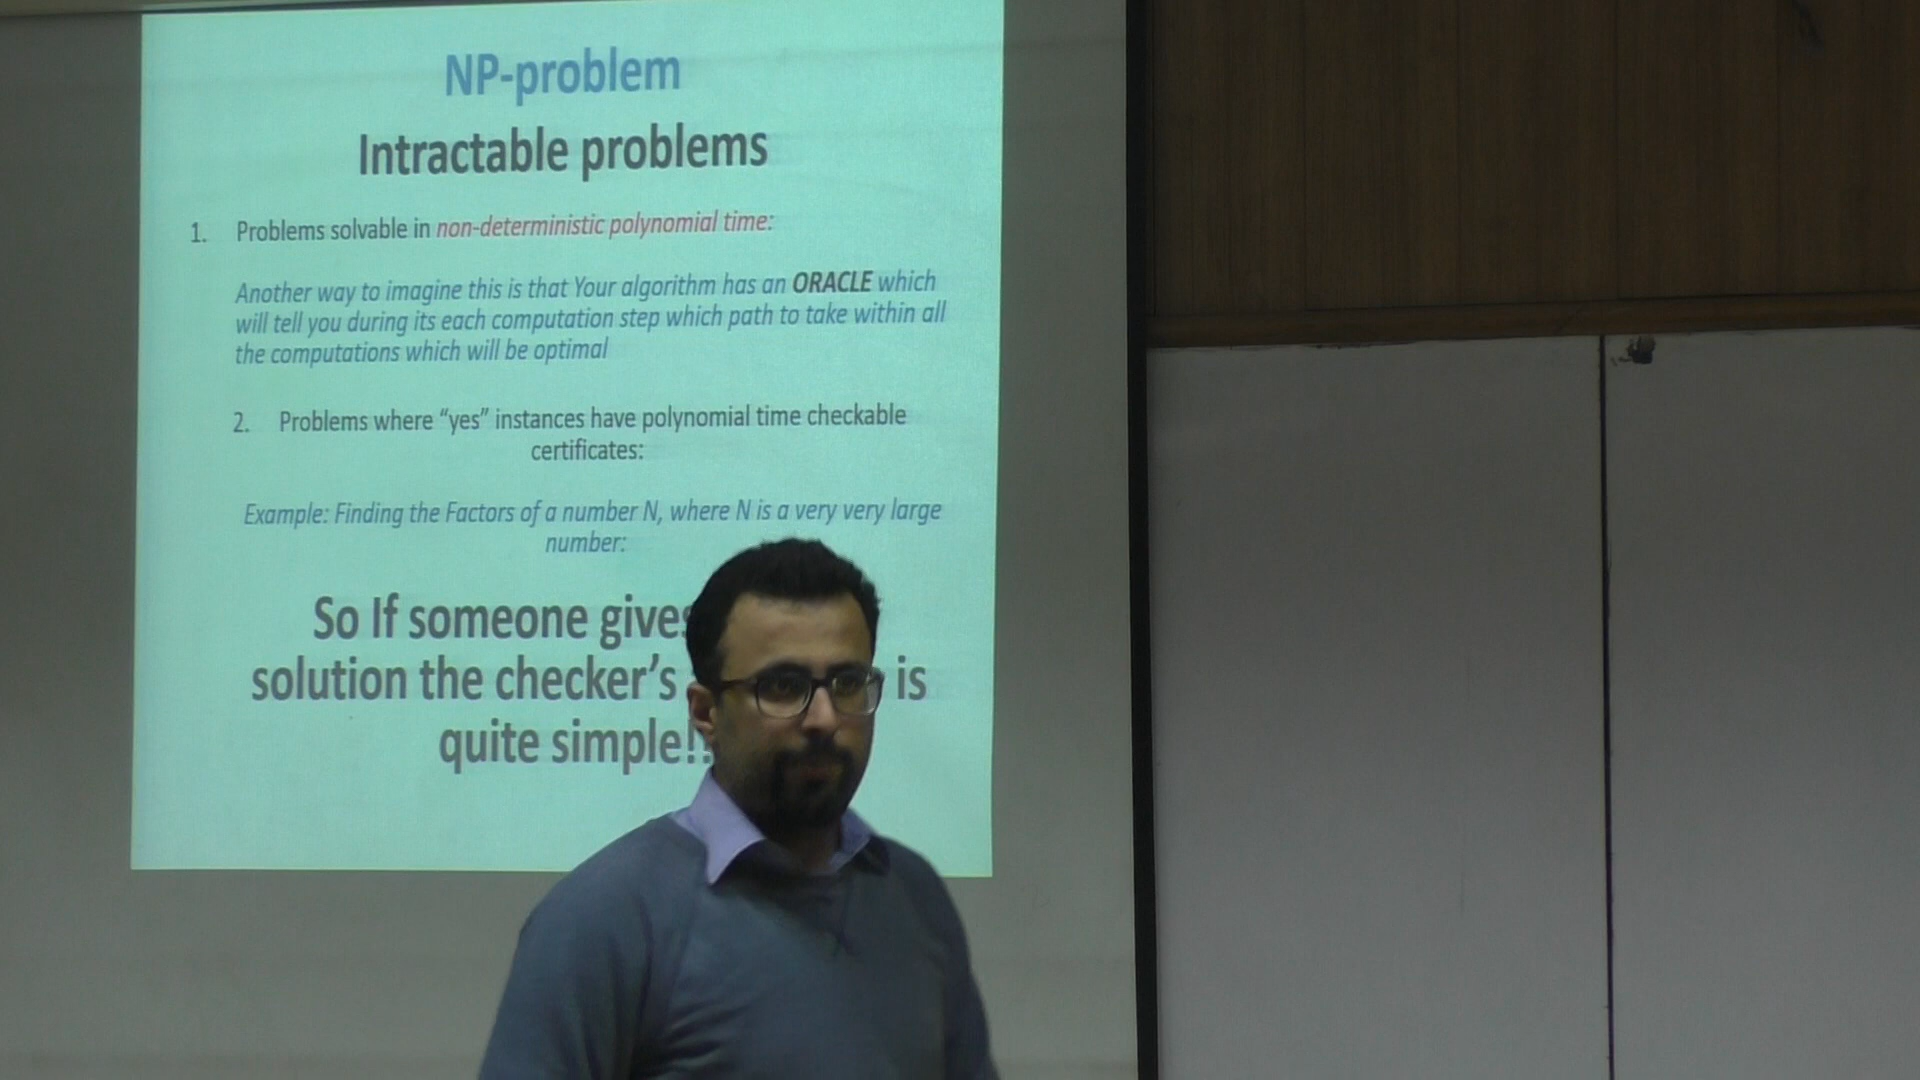 NP-problem
Intractable problems
1. Problems solvable in non-deterministic polynomial time:
Another way to imagine this is that Your algorithm has an ORACLE which
will tell you during its each computation step which path to take within all
the computations which will be optimal
2. Problems where “yes” instances have polynomial time checkable
certificates:
Example: Finding the Factors of a number N, where N is a very very large
number:
So If someone gives
solution the checker’s is
quite simple!!